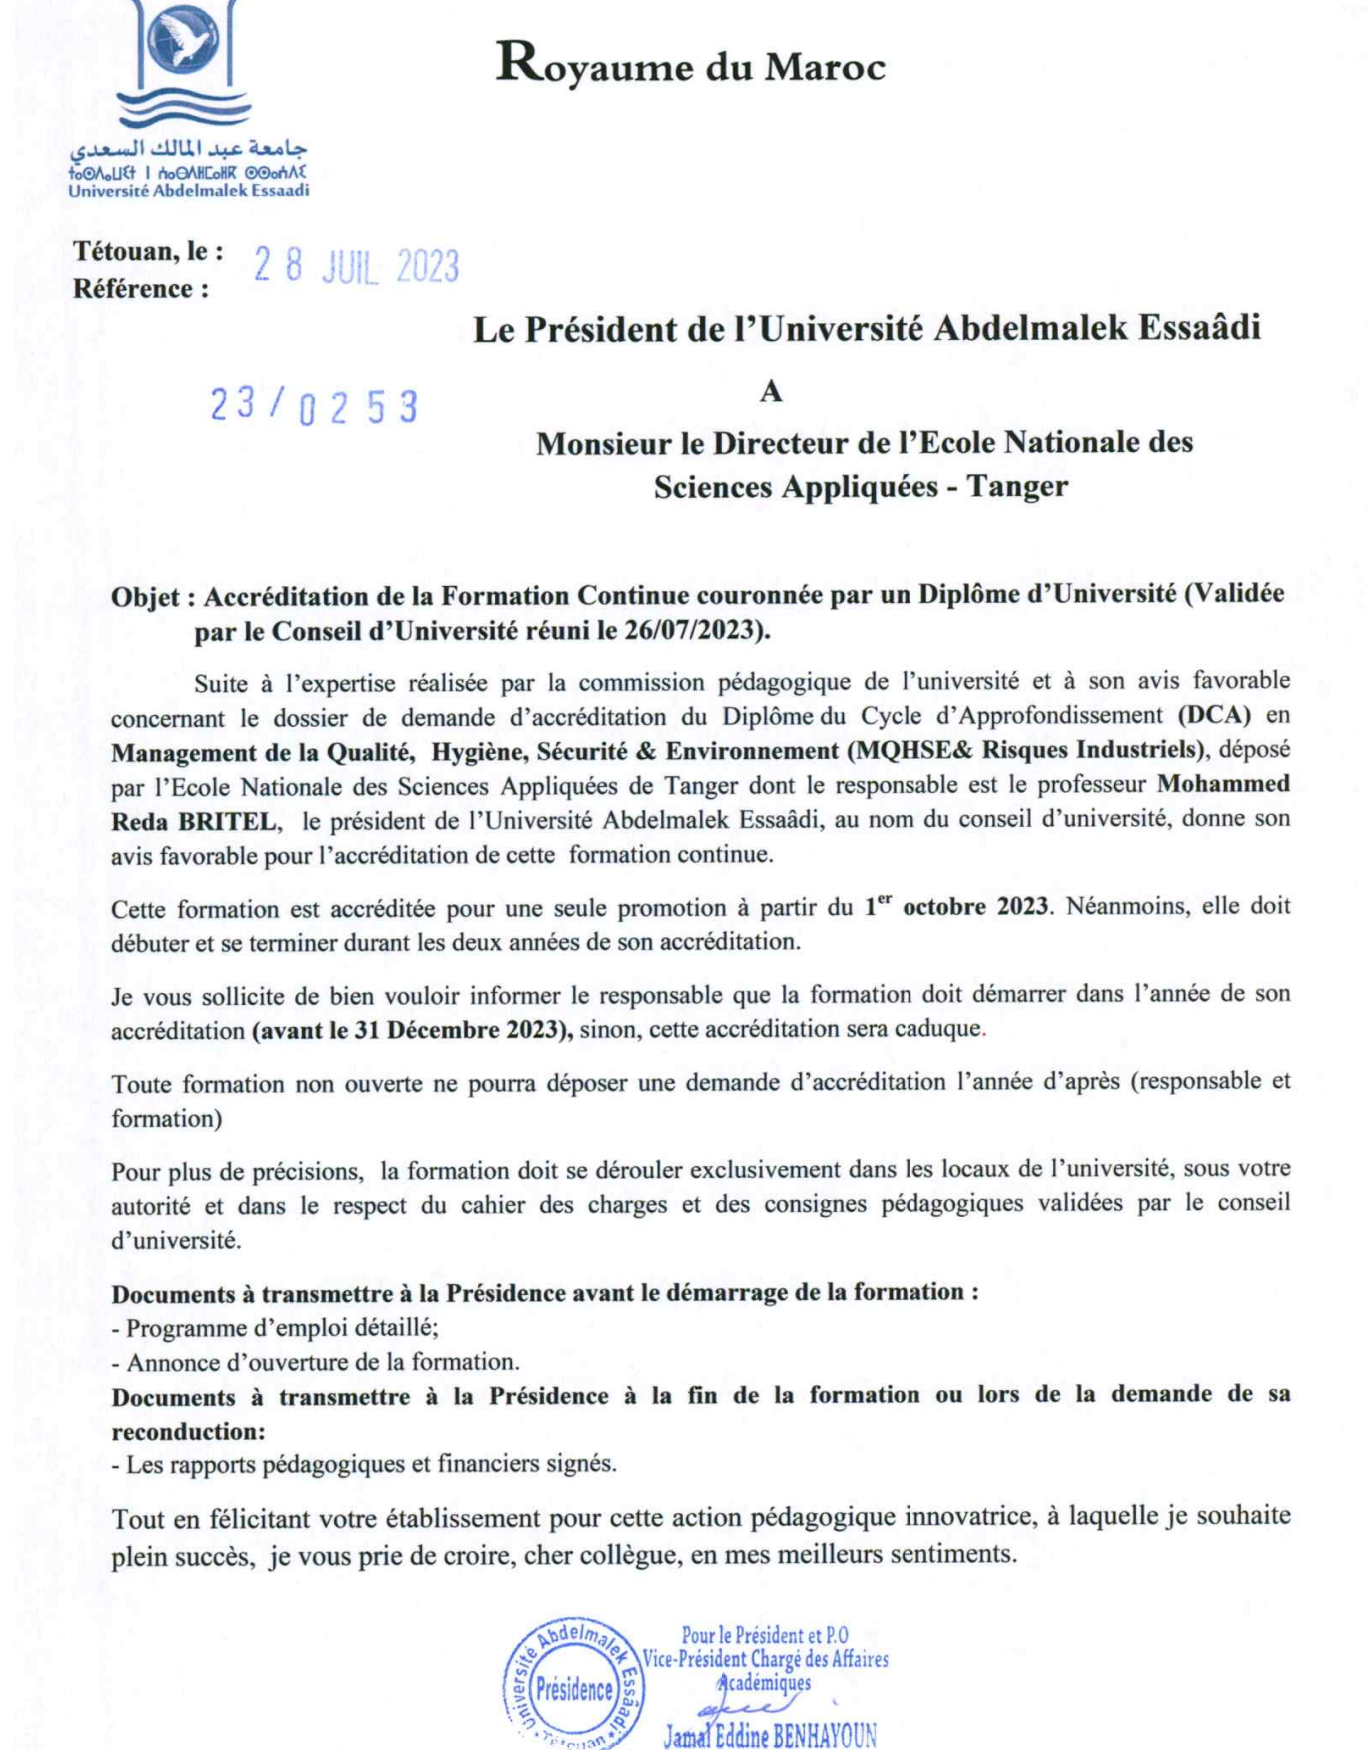 Royaume du Maroc
جامعة عبد المالك السعدي
ⵜⴰⵙⴷⴰⵡⵉⵜ ⵏ ⵄⴰⴱⴷⵍⵎⴰⵍⴽ ⵙⵙⴰⵄⴷⵉ
Université Abdelmalek Essaadi
Tétouan, le : 28 JUIL 2023
Référence :
23/0253
Le Président de l’Université Abdelmalek Essaâdi
A
Monsieur le Directeur de l’Ecole Nationale des
Sciences Appliquées - Tanger
Objet : Accréditation de la Formation Continue couronnée par un Diplôme d’Université (Validée
par le Conseil d’Université réuni le 26/07/2023).
Suite à l’expertise réalisée par la commission pédagogique de l’université et à son avis favorable
concernant le dossier de demande d’accréditation du Diplôme du Cycle d’Approfondissement (DCA) en
Management de la Qualité, Hygiène, Sécurité & Environnement (MQHSE& Risques Industriels), déposé
par l’Ecole Nationale des Sciences Appliquées de Tanger dont le responsable est le professeur Mohammed
Reda BRITEL, le président de l’Université Abdelmalek Essaâdi, au nom du conseil d’université, donne son
avis favorable pour l’accréditation de cette formation continue.
Cette formation est accréditée pour une seule promotion à partir du 1er octobre 2023. Néanmoins, elle doit
débuter et se terminer durant les deux années de son accréditation.
Je vous sollicite de bien vouloir informer le responsable que la formation doit démarrer dans l’année de son
accréditation (avant le 31 Décembre 2023), sinon, cette accréditation sera caduque.
Toute formation non ouverte ne pourra déposer une demande d’accréditation l’année d’après (responsable et
formation)
Pour plus de précisions, la formation doit se dérouler exclusivement dans les locaux de l’université, sous votre
autorité et dans le respect du cahier des charges et des consignes pédagogiques validées par le conseil
d’université.
Documents à transmettre à la Présidence avant le démarrage de la formation :
- Programme d’emploi détaillé;
- Annonce d’ouverture de la formation.
Documents à transmettre à la Présidence à la fin de la formation ou lors de la demande de sa
reconduction:
- Les rapports pédagogiques et financiers signés.
Tout en félicitant votre établissement pour cette action pédagogique innovatrice, à laquelle je souhaite
plein succès, je vous prie de croire, cher collègue, en mes meilleurs sentiments.
Université Abdelmalek Essaâdi
Présidence
Tétouan
Pour le Président et P.O
Vice-Président Chargé des Affaires
Académiques
Jamal Eddine BENHAYOUN